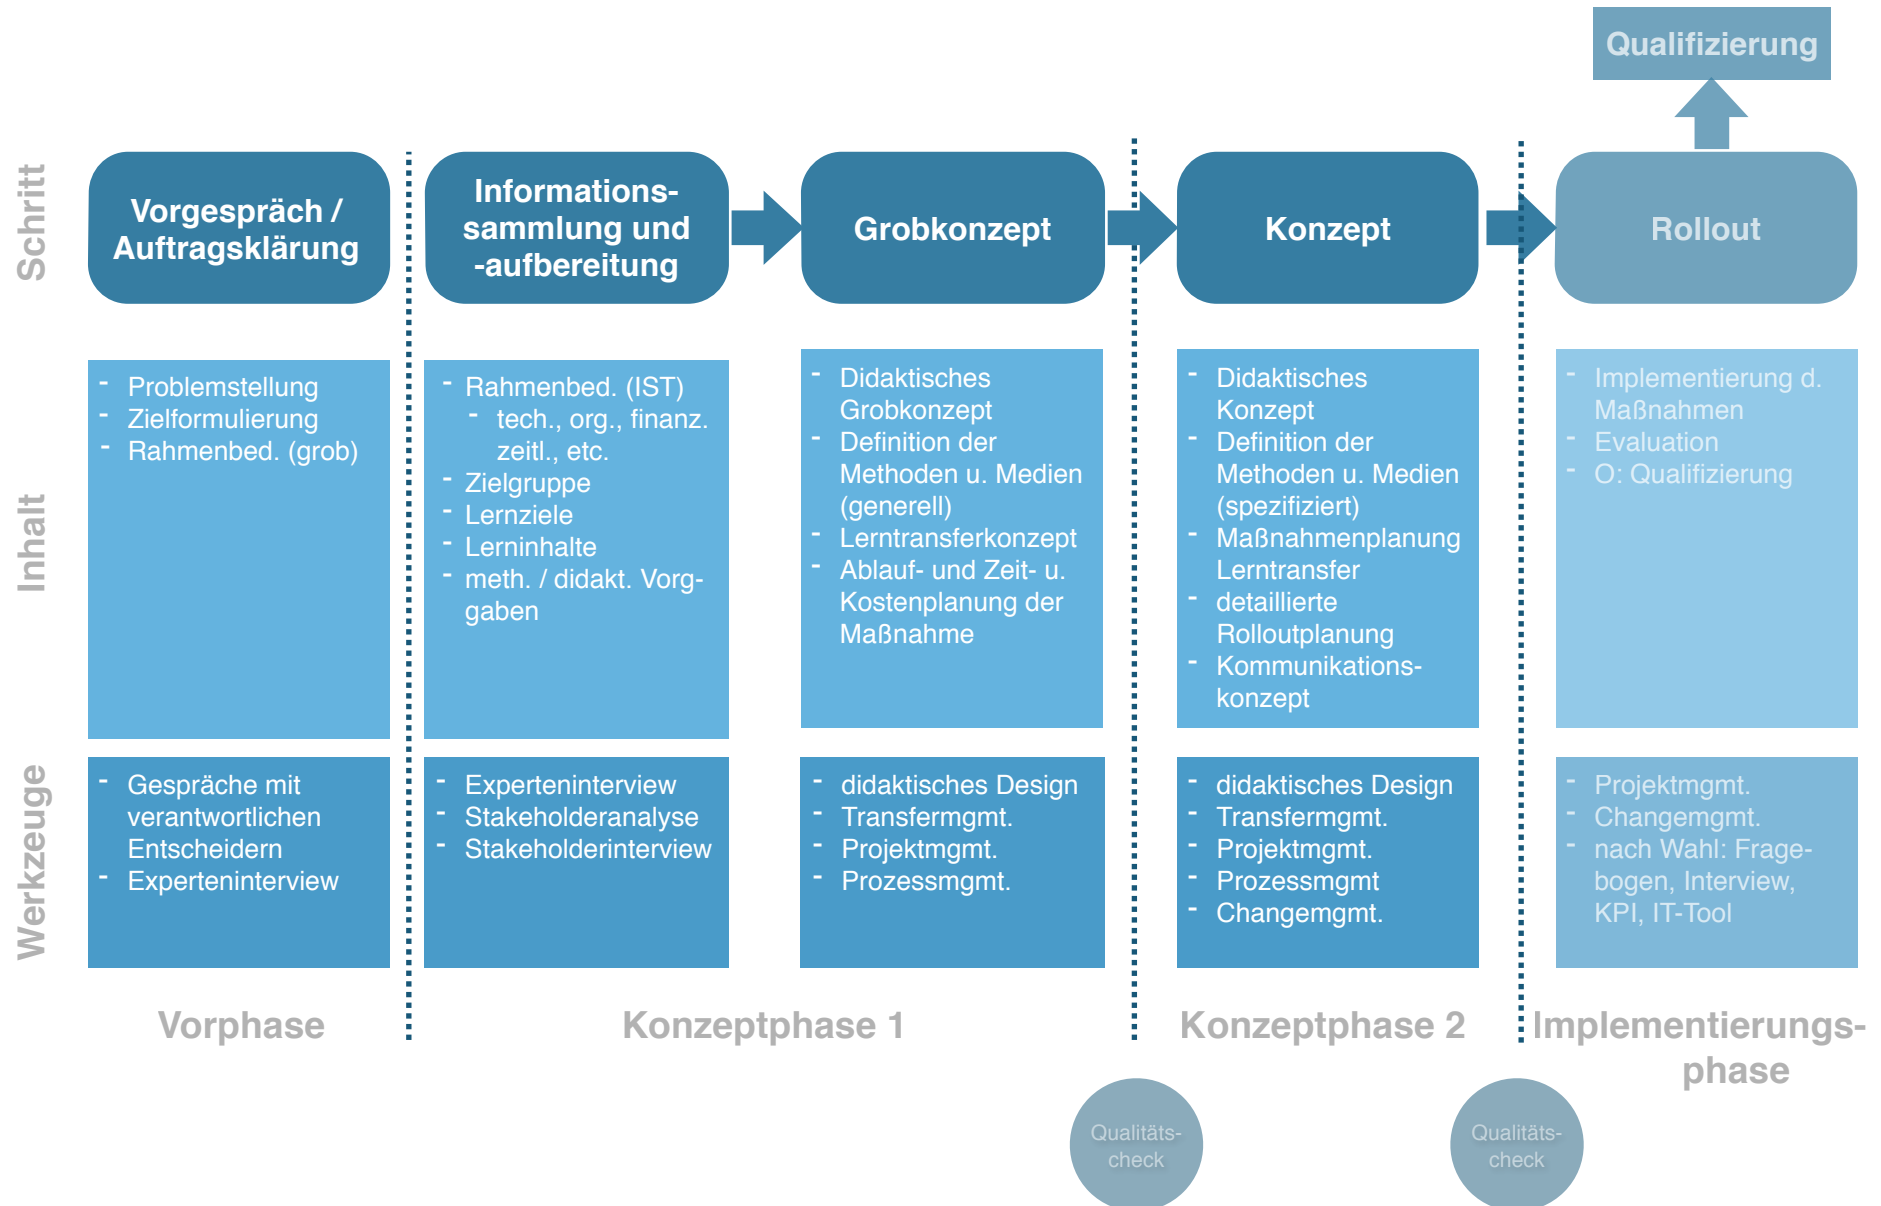 Qualifizierung
Schritt
Vorgespräch /
Auftragsklärung
Informations-
sammlung und
-aufbereitung
Grobkonzept
Konzept
Rollout
Inhalt
- Problemstellung
- Zielformulierung
- Rahmenbed. (grob)
- Rahmenbed. (IST)
- tech., org., finanz.
zeitl., etc.
- Zielgruppe
- Lernziele
- Lerninhalte
- meth. / didakt. Vorg-
gaben
- Didaktisches
Grobkonzept
- Definition der
Methoden u. Medien
(generell)
- Lerntransferkonzept
- Ablauf- und Zeit- u.
Kostenplanung der
Maßnahme
- Didaktisches
Konzept
- Definition der
Methoden u. Medien
(spezifiziert)
- Maßnahmenplanung
Lerntransfer
- detaillierte
Rolloutplanung
- Kommunikations-
konzept
- Implementierung d.
Maßnahmen
- Evaluation
- O: Qualifizierung
Werkzeuge
- Gespräche mit
verantwortlichen
Entscheidern
- Experteninterview
- Experteninterview
- Stakeholderanalyse
- Stakeholderinterview
- didaktisches Design
- Transfermgmt.
- Projektmgmt.
- Prozessmgmt.
- didaktisches Design
- Transfermgmt.
- Projektmgmt.
- Prozessmgmt
- Changemgmt.
- Projektmgmt.
- Changemgmt.
- nach Wahl: Frage-
bogen, Interview,
KPI, IT-Tool
Vorphase
Konzeptphase 1
Konzeptphase 2
Implementierungs-
phase
Qualitäts-
check
Qualitäts-
check